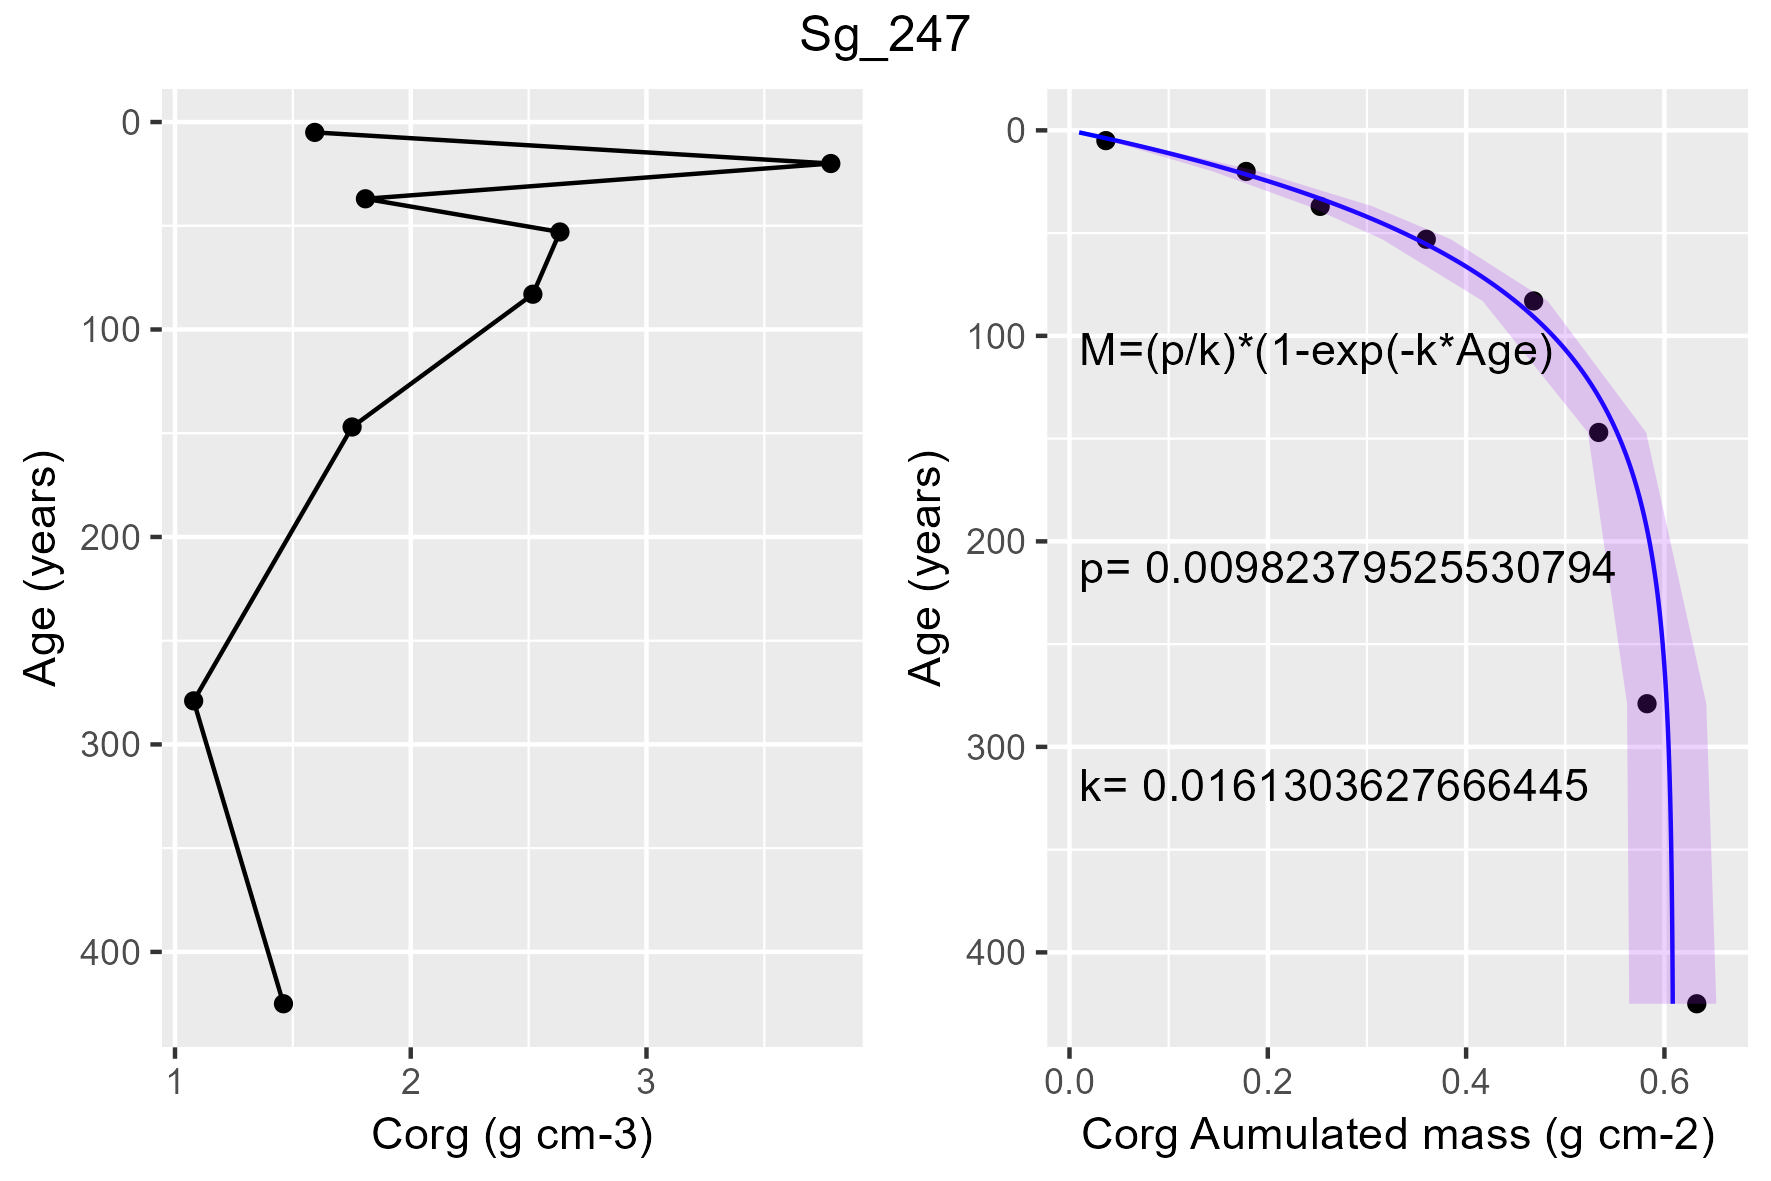 Sg_247
0
100
200
300
400
Age (years)
1
2
3
Corg (g cm-3)
0
100
200
300
400
Age (years)
M=(p/k)*(1-exp(-k*Age)
p= 0.00982379525530794
k= 0.0161303627666445
0.0
0.2
0.4
0.6
Corg Aumulated mass (g cm-2)